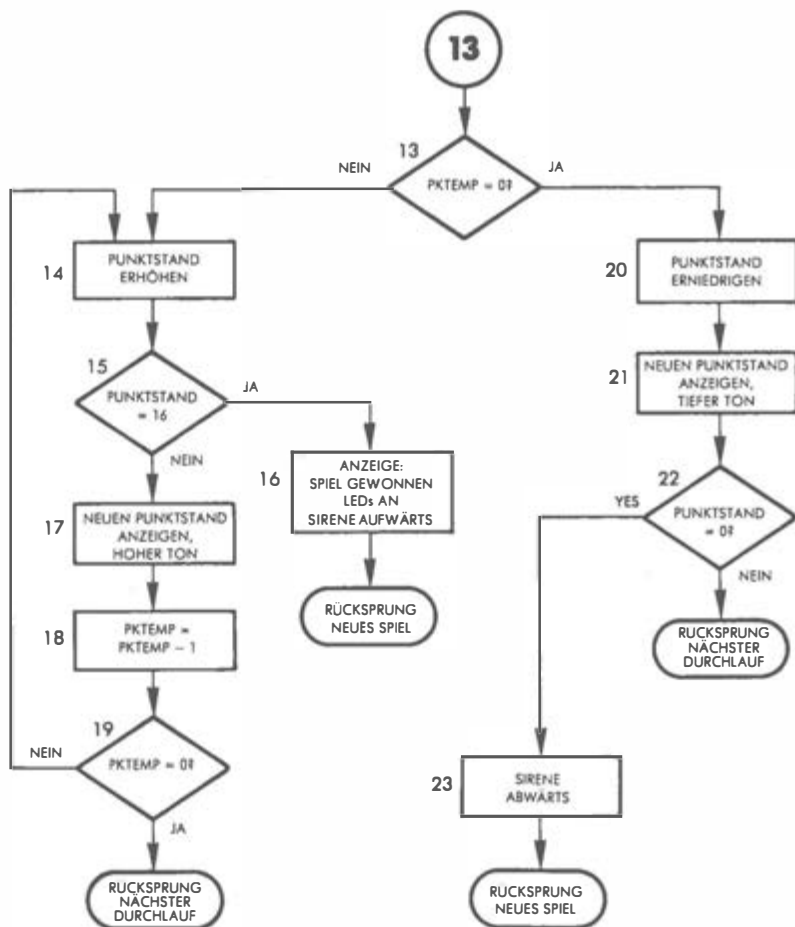 13
13
NEIN
JA
PKTEMP = 0?
14
PUNKTSTAND
ERHÖHEN
15
JA
PUNKTSTAND
= 16
NEIN
16
ANZEIGE:
SPIEL GEWONNEN
LEDs AN
SIRENE AUFWÄRTS
RÜCKSPRUNG
NEUES SPIEL
17
NEUEN PUNKTSTAND
ANZEIGEN,
HOHER TON
18
PKTEMP =
PKTEMP – 1
19
NEIN
PKTEMP = 0?
JA
RUCKSPRUNG
NÄCHSTER
DURCHLAUF
20
PUNKTSTAND
ERNIEDRIGEN
21
NEUEN PUNKTSTAND
ANZEIGEN,
TIEFER TON
22
YES
PUNKTSTAND
= 0?
NEIN
RUCKSPRUNG
NÄCHSTER
DURCHLAUF
23
SIRENE
ABWÄRTS
RUCKSPRUNG
NEUES SPIEL